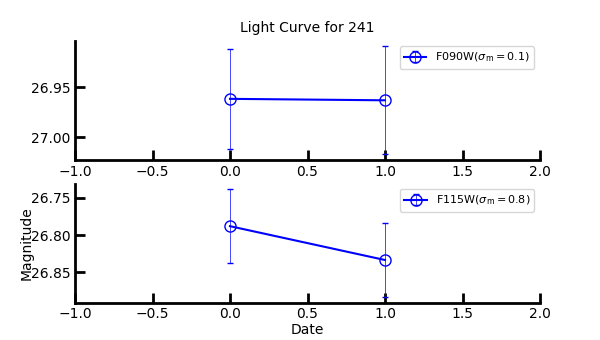 Light Curve for 241
F090W(σm = 0.1)
26.95
27.00
−1.0 −0.5 0.0 0.5 1.0 1.5 2.0
F115W(σm = 0.8)
26.75
26.80
26.85
Magnitude
−1.0 −0.5 0.0 0.5 1.0 1.5 2.0
Date